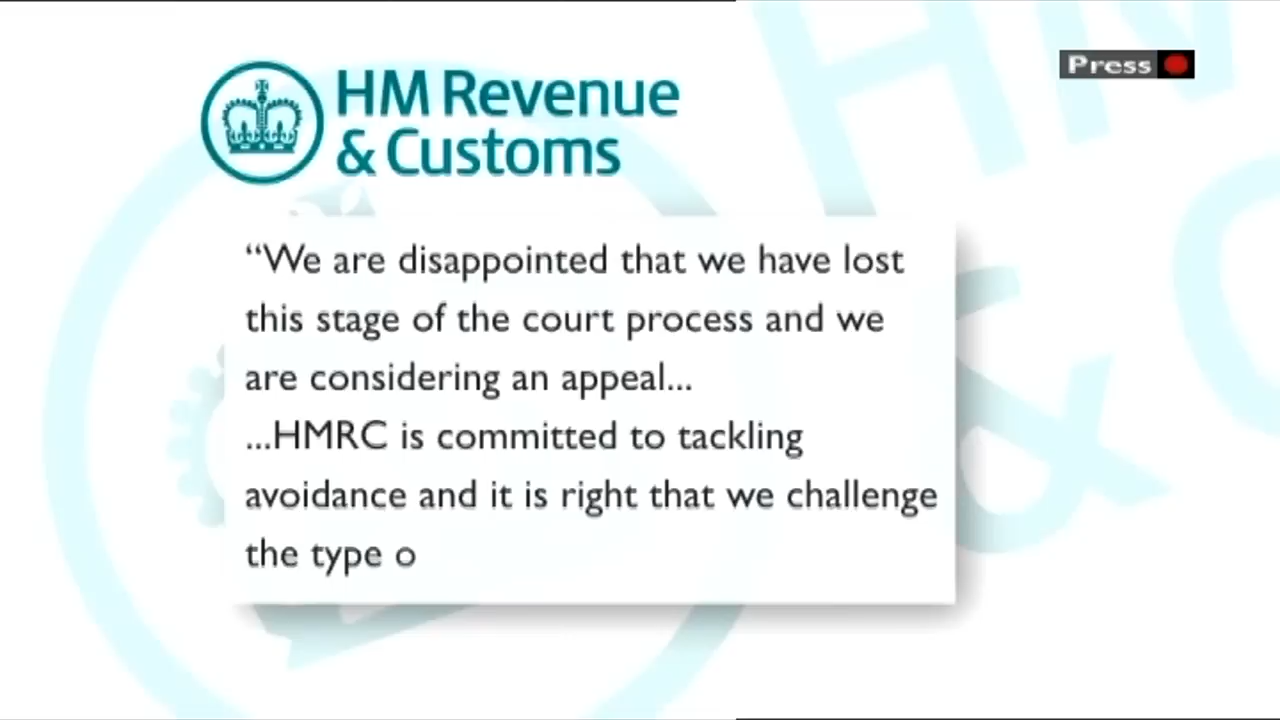 HM Revenue
& Customs
Press
“We are disappointed that we have lost
this stage of the court process and we
are considering an appeal...
...HMRC is committed to tackling
avoidance and it is right that we challenge
the type o